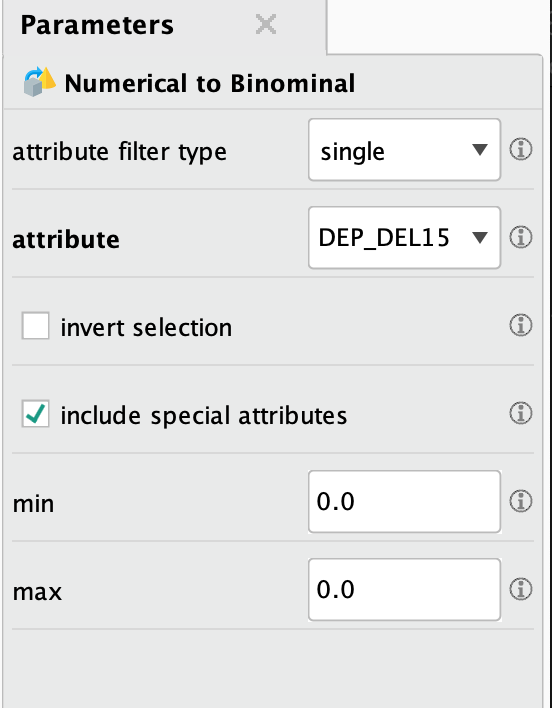 Parameters
Numerical to Binominal
attribute filter type single
attribute DEP_DEL15
invert selection
include special attributes
min 0.0
max 0.0